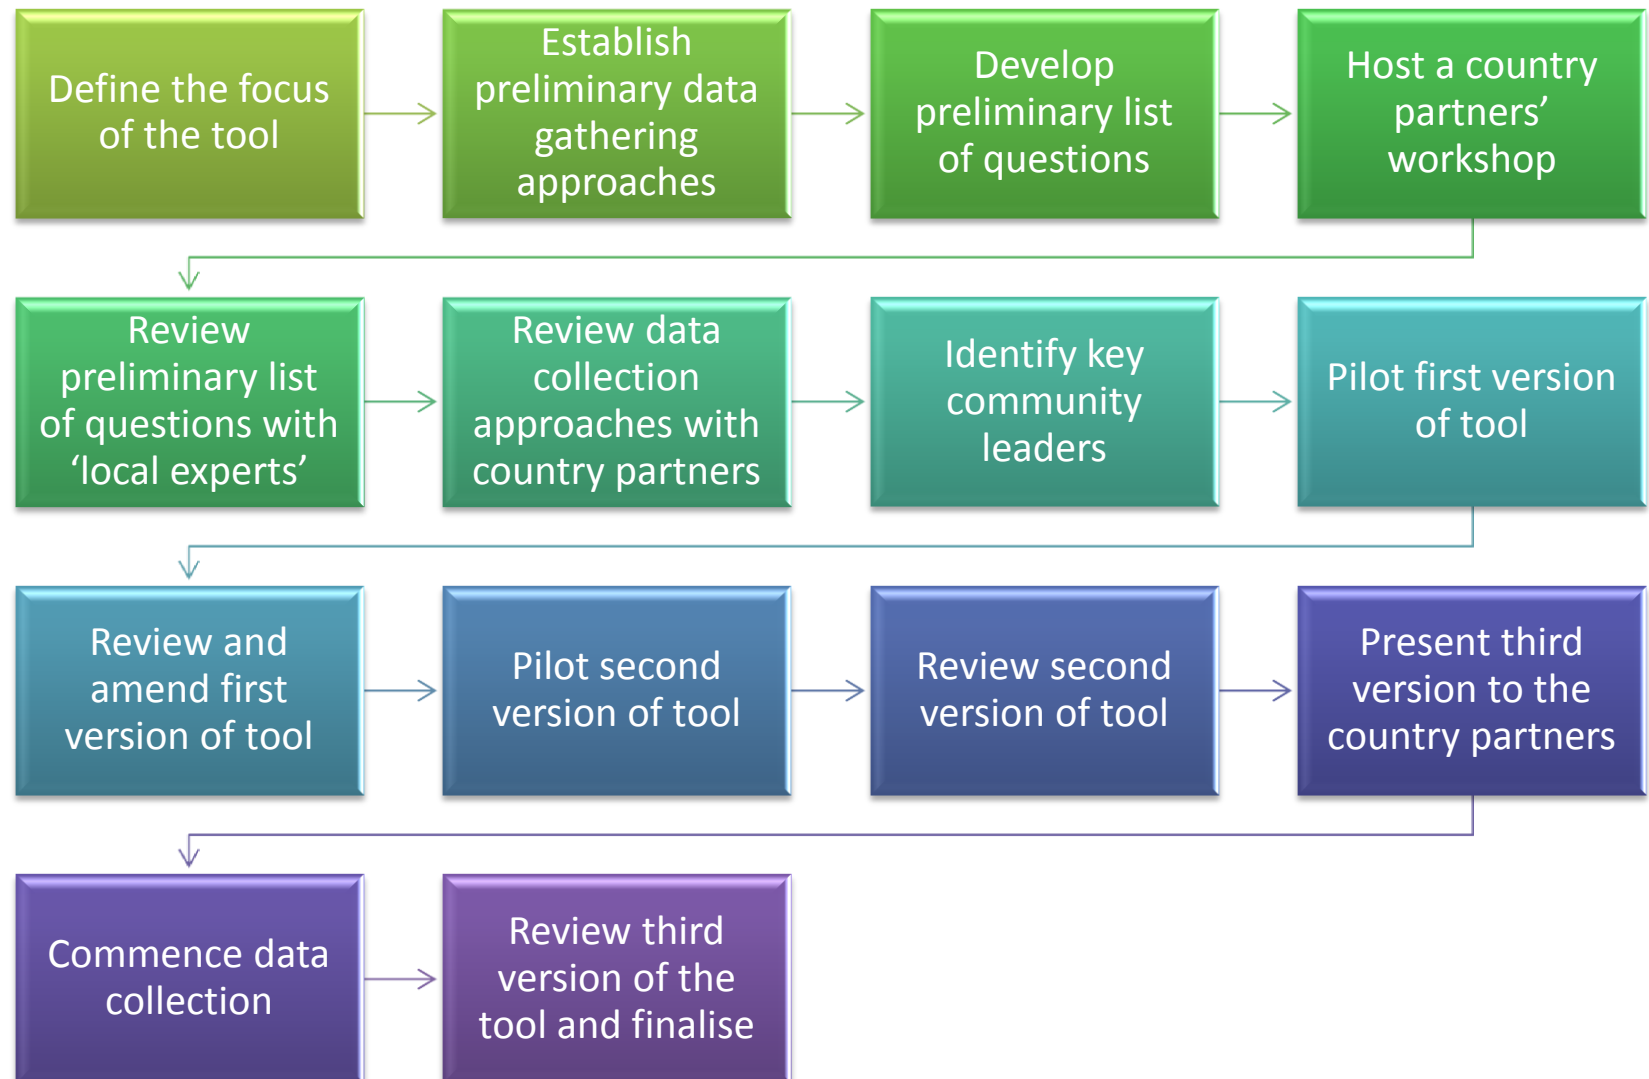 Define the focus
of the tool
Establish
preliminary data
gathering
approaches
Develop
preliminary list
of questions
Host a country
partners’
workshop
Review
preliminary list
of questions with
‘local experts’
Review data
collection
approaches with
country partners
Identify key
community
leaders
Pilot first version
of tool
Review and
amend first
version of tool
Pilot second
version of tool
Review second
version of tool
Present third
version to the
country partners
Commence data
collection
Review third
version of the
tool and finalise